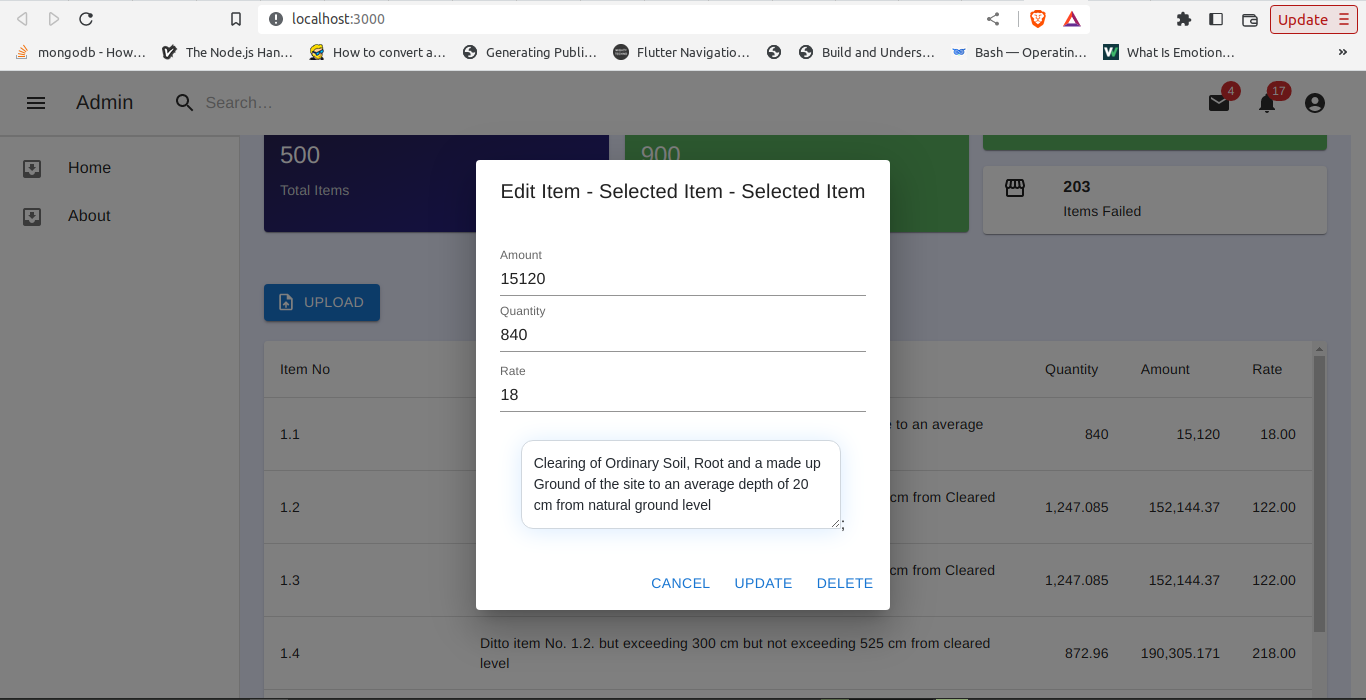 localhost:3000
Update
mongodb - How...
The Node.js Han...
How to convert a...
Generating Publi...
Flutter Navigatio...
Build and Unders...
Bash — Operatin...
What Is Emotion...
»
Admin
Search…
4
17
Home
About
500
Total Items
900
203
Items Failed
UPLOAD
Edit Item - Selected Item - Selected Item
Amount
15120
Quantity
840
Rate
18
Clearing of Ordinary Soil, Root and a made up
Ground of the site to an average depth of 20
cm from natural ground level
;
CANCEL UPDATE DELETE
Item No Quantity Amount Rate
1.1 to an average 840 15,120 18.00
1.2 cm from Cleared 1,247.085 152,144.37 122.00
1.3 cm from Cleared 1,247.085 152,144.37 122.00
1.4 Ditto item No. 1.2. but exceeding 300 cm but not exceeding 525 cm from cleared 872.96 190,305.171 218.00
level